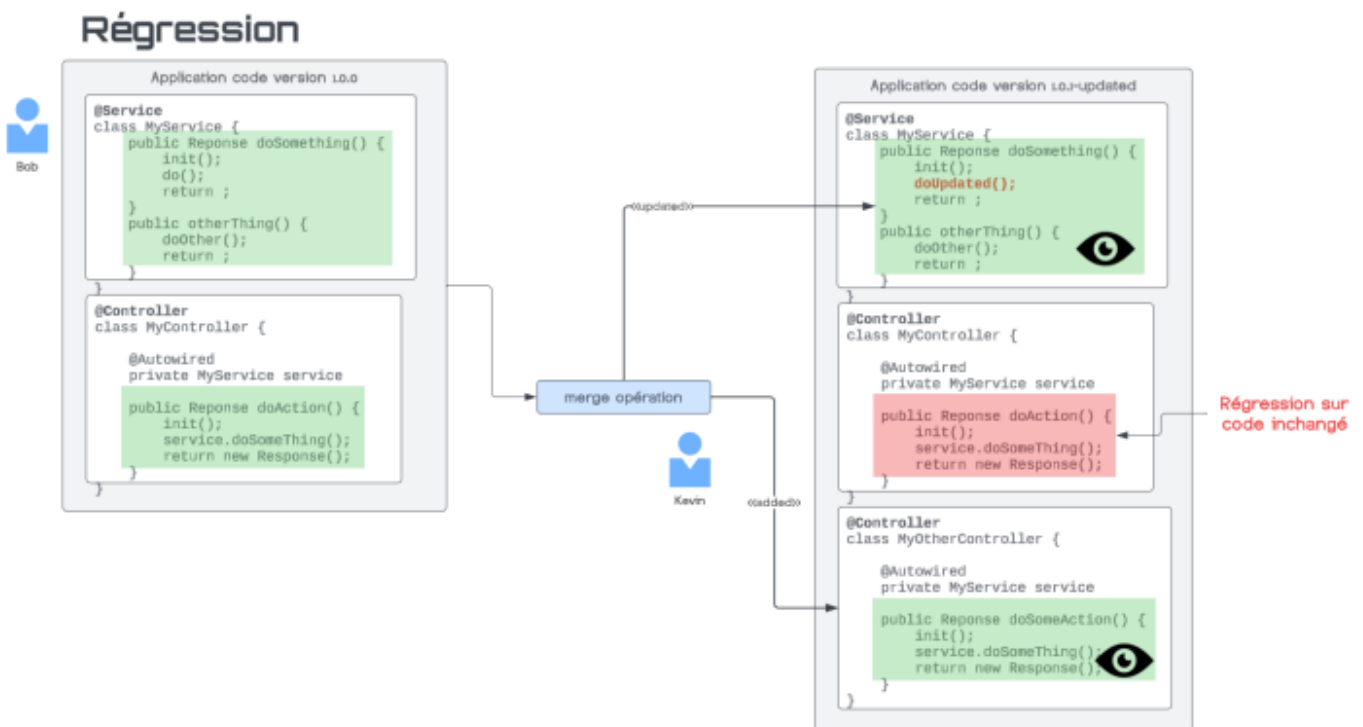 Régression
Application code version 1.0.0
Bob
@Service
class MyService {
public Reponse doSomething() {
init();
do();
return ;
}
public otherThing() {
doOther();
return ;
}
}
@Controller
class MyController {
@Autowired
private MyService service
public Reponse doAction() {
init();
service.doSomeThing();
return new Response();
}
}
merge opération
Kevin
<<updated>>
<<added>>
Application code version 1.0.1-updated
@Service
class MyService {
public Reponse doSomething() {
init();
doUpdated();
return ;
}
public otherThing() {
doOther();
return ;
}
}
@Controller
class MyController {
@Autowired
private MyService service
public Reponse doAction() {
init();
service.doSomeThing();
return new Response();
}
}
@Controller
class MyOtherController {
@Autowired
private MyService service
public Reponse doSomeAction() {
init();
service.doSomeThing();
return new Response();
}
}
Régression sur
code inchangé